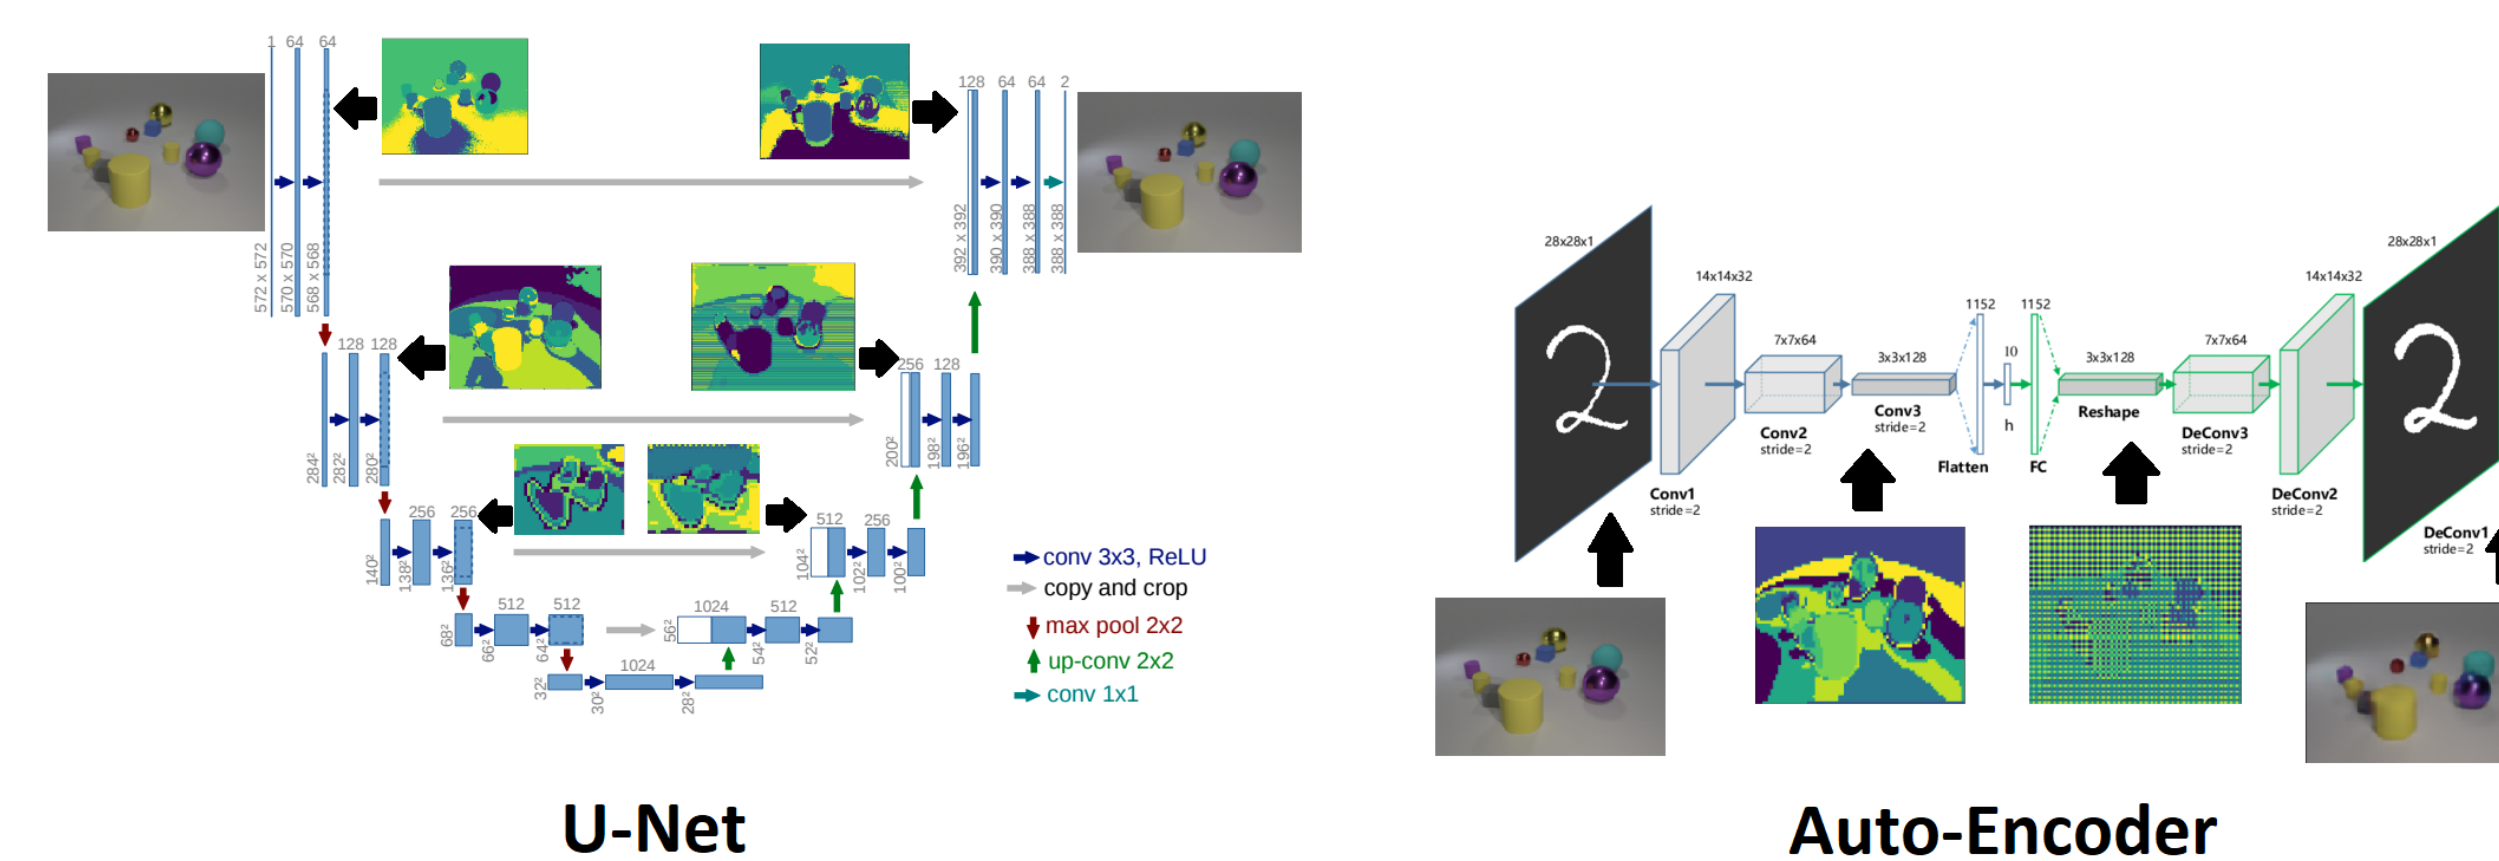 1 64 64
572 x 572
570 x 570
568 x 568
128 64 64 2
392 x 392
390 x 390
388 x 388
388 x 388
128 128
284²
282²
280²
256 128
200²
198²
196²
256 256
140²
138²
136²
512 256
104²
102²
100²
512 512
68²
66²
64²
1024 512
56²
54²
52²
1024
32²
30²
28²
conv 3x3, ReLU
copy and crop
max pool 2x2
up-conv 2x2
conv 1x1
U-Net
28x28x1
14x14x32
7x7x64
3x3x128
1152
10
h
1152
3x3x128
7x7x64
14x14x32
28x28x1
Conv1
stride=2
Conv2
stride=2
Conv3
stride=2
Flatten
FC
Reshape
DeConv3
stride=2
DeConv2
stride=2
DeConv1
stride=2
2
2
Auto-Encoder